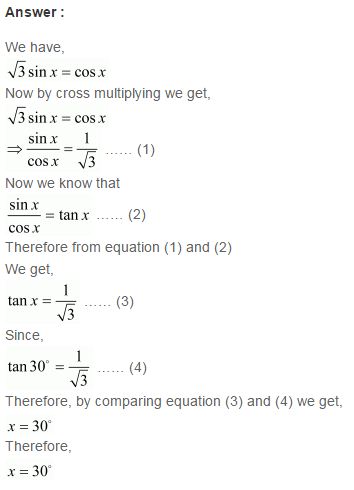 Answer :
We have,
√3 sin x = cos x
Now by cross multiplying we get,
√3 sin x = cos x
⇒ sin x / cos x = 1 / √3 ...... (1)
Now we know that
sin x / cos x = tan x ...... (2)
Therefore from equation (1) and (2)
We get,
tan x = 1 / √3 ...... (3)
Since,
tan 30° = 1 / √3 ...... (4)
Therefore, by comparing equation (3) and (4) we get,
x = 30°
Therefore,
x = 30°